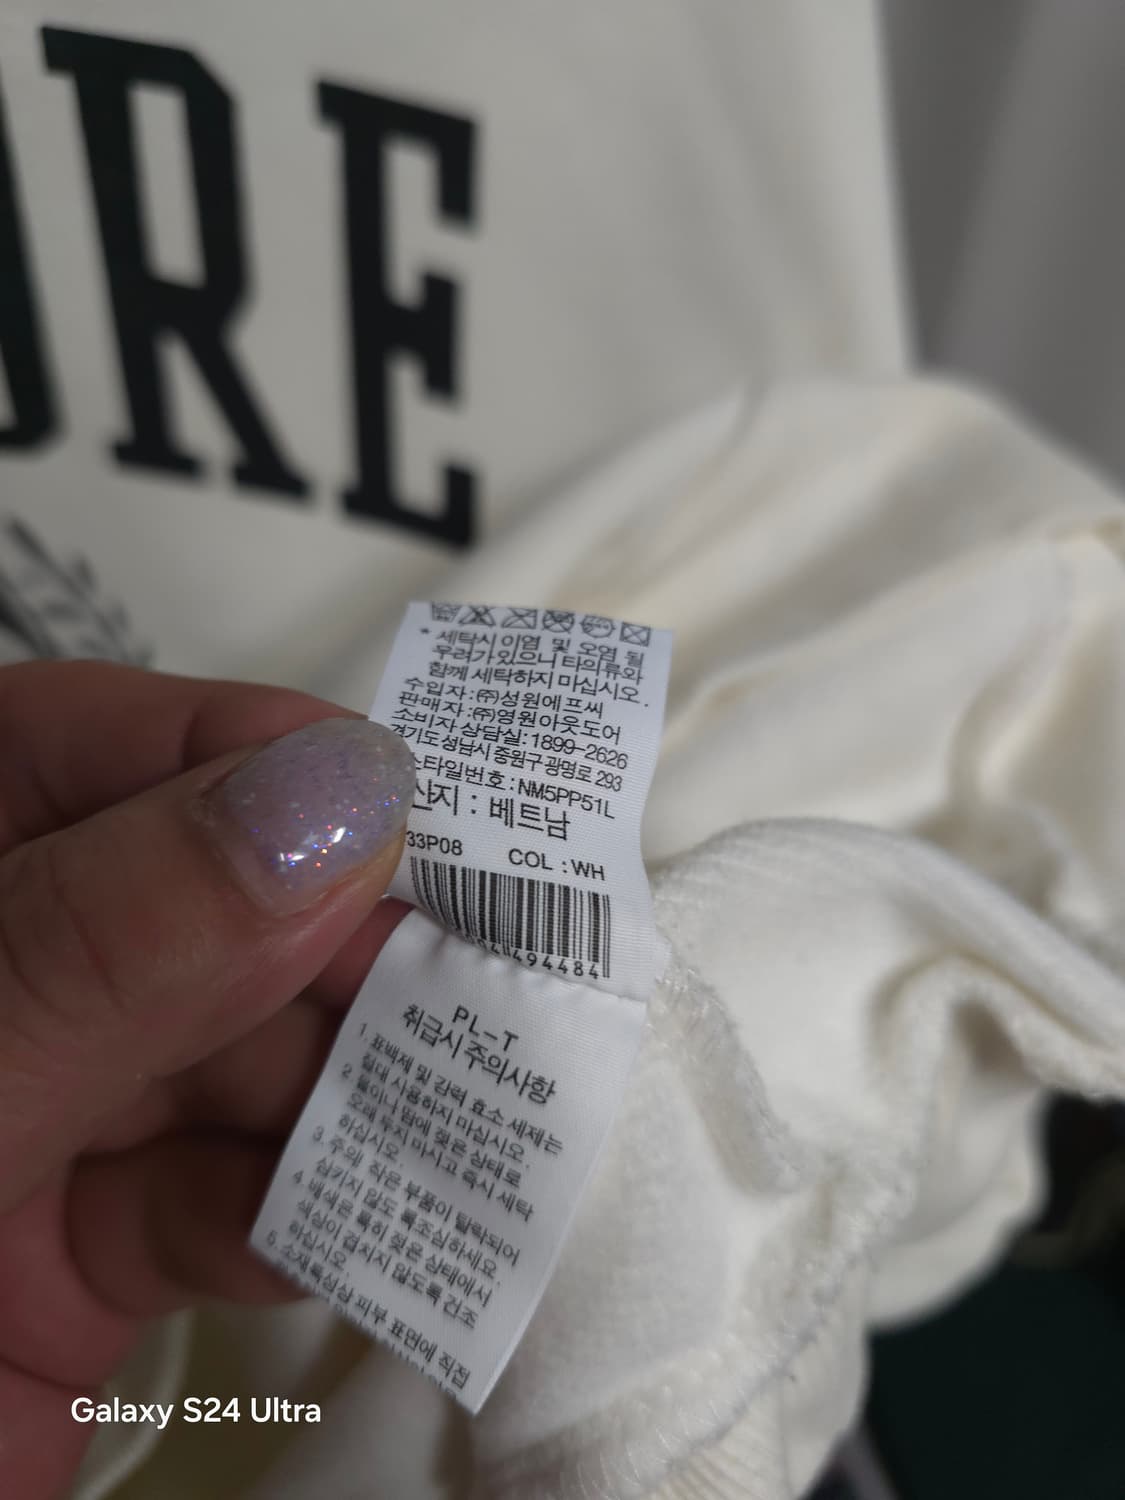 RE
* 세탁시 이염 및 오염 될
우려가 있으니 타의류와
함께 세탁하지 마십시오.
수입자 : ㈜성원에프씨
판매자 : ㈜영원아웃도어
소비자 상담실: 1899-2626
경기도 성남시 중원구 광명로 293
스타일번호 : NM5PP51L
산지 : 베트남
33P08 COL : WH
494484
PL-T
취급시 주의사항
1. 표백제 및 강력 효소 세제는
절대 사용하지 마십시오.
2. 물이나 땀에 젖은 상태로
오래 두지 마시고 즉시 세탁
하십시오.
3. 주의! 작은 부품이 탈락되어
삼키지 않도록 특조심하세요.
4. 배색은 특히 젖은 상태에서
색상이 겹치지 않도록 건조
하십시오.
5. 소재특성상 피부 표면에 직접
Galaxy S24 Ultra